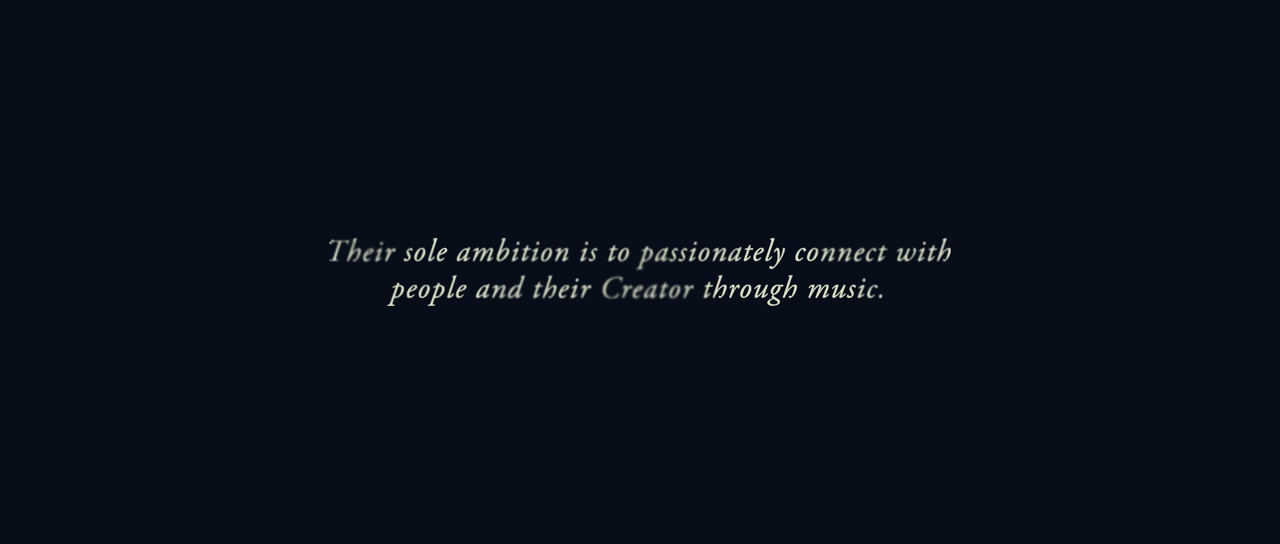 Their sole ambition is to passionately connect with
people and their Creator through music.